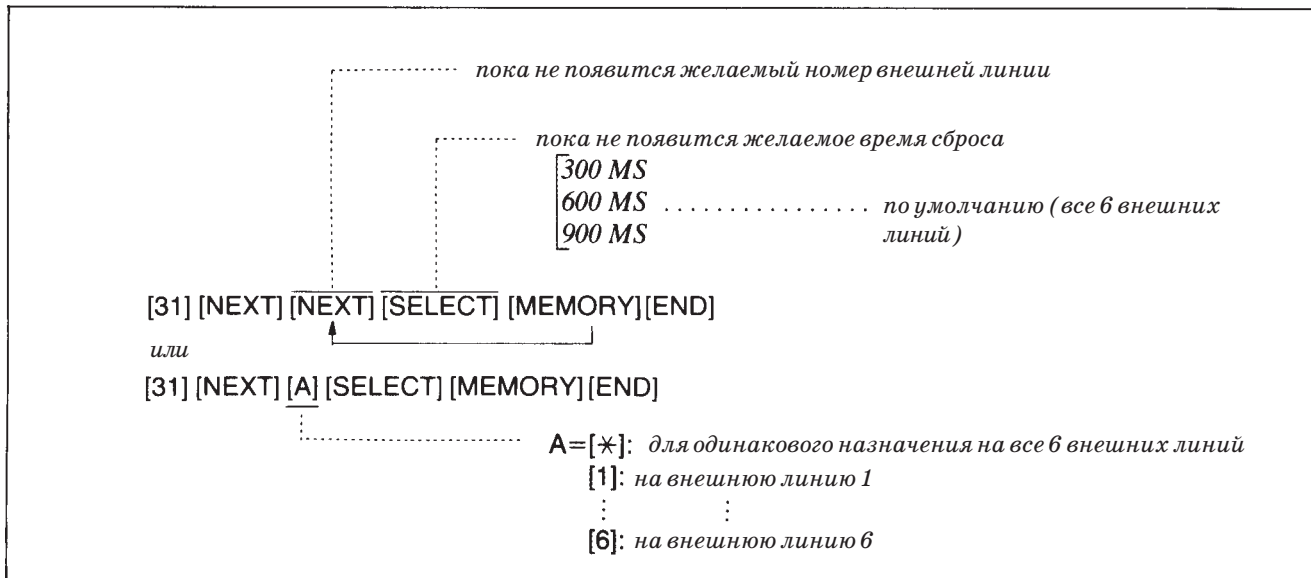 пока не появится желаемый номер внешней линии
пока не появится желаемое время сброса
300 MS
600 MS ................ по умолчанию (все 6 внешних
900 MS линий)
[31] [NEXT] [NEXT] [SELECT] [MEMORY] [END]
или
[31] [NEXT] [A] [SELECT] [MEMORY] [END]
A=[✳]: для одинакового назначения на все 6 внешних линий
[1]: на внешнюю линию 1
⋮ ⋮
[6]: на внешнюю линию 6